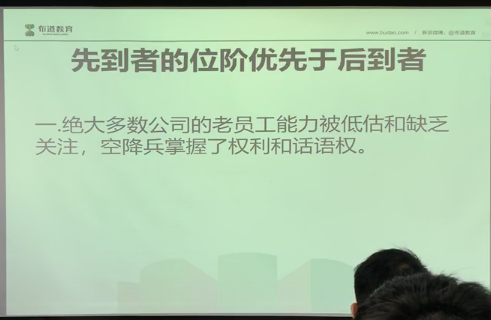 布道教育
www.budao.com / 新浪微博：@布道教育
先到者的位阶优先于后到者
一.绝大多数公司的老员工能力被低估和缺乏
关注，空降兵掌握了权利和话语权。